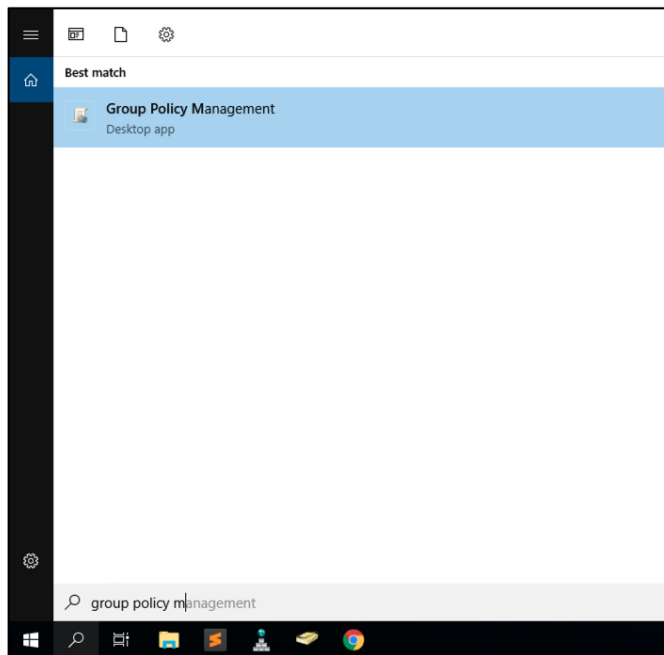 Best match
Group Policy Management
Desktop app
group policy management